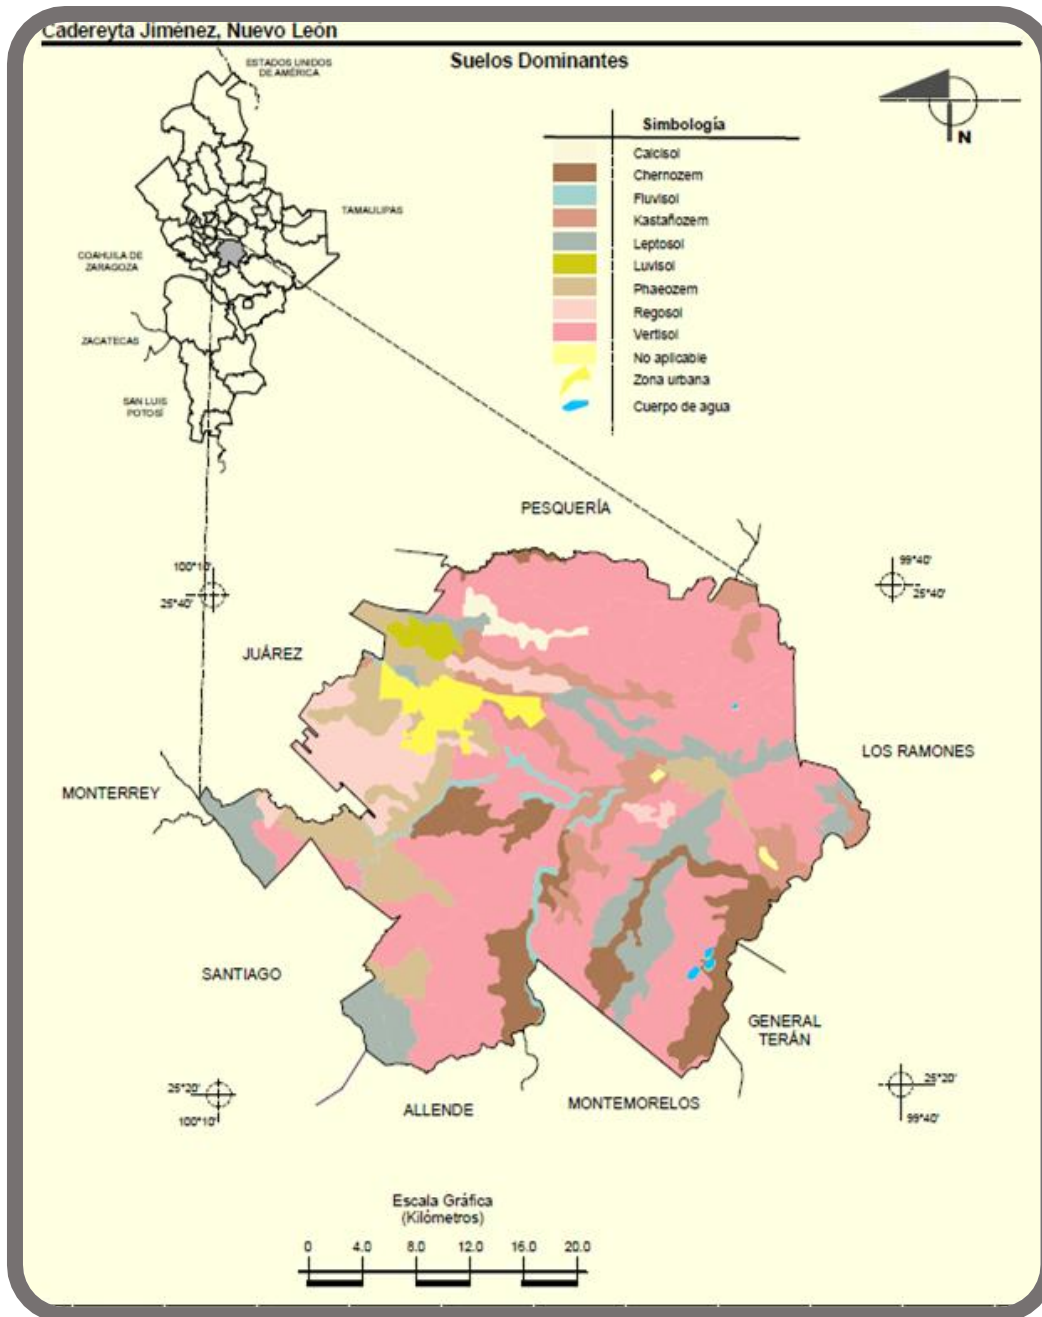 Cadereyta Jiménez, Nuevo León
Suelos Dominantes
ESTADOS UNIDOS
DE AMÉRICA
TAMAULIPAS
COAHUILA DE
ZARAGOZA
ZACATECAS
SAN LUIS
POTOSÍ
N
Simbología
Calcisol
Chernozem
Fluvisol
Kastañozem
Leptosol
Luvisol
Phaeozem
Regosol
Vertisol
No aplicable
Zona urbana
Cuerpo de agua
PESQUERÍA
100°10'
25°40'
99°40'
25°40'
JUÁREZ
LOS RAMONES
MONTERREY
SANTIAGO
GENERAL
TERÁN
25°20'
100°10'
25°20'
99°40'
ALLENDE
MONTEMORELOS
Escala Gráfica
(Kilómetros)
0 4.0 8.0 12.0 16.0 20.0